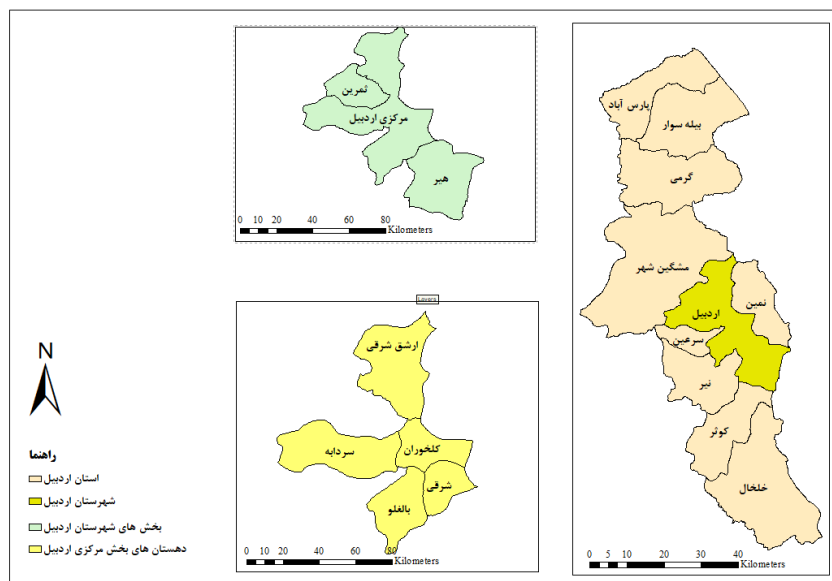 ثمرین
مرکزی اردبیل
هیر
0 5 10 20 40 60 80
Kilometers
پارس آباد
بیله سوار
گرمی
مشگین شهر
نمین
اردبیل
سرعین
نیر
کوثر
خلخال
0 5 10 20 30 40
Kilometers
Layers
ارشق شرقی
سردابه
کلخوران
شرقی
بالغلو
0 5 10 20 40 60 80
Kilometers
N
راهنما
استان اردبیل
شهرستان اردبیل
بخش های شهرستان اردبیل
دهستان های بخش مرکزی اردبیل